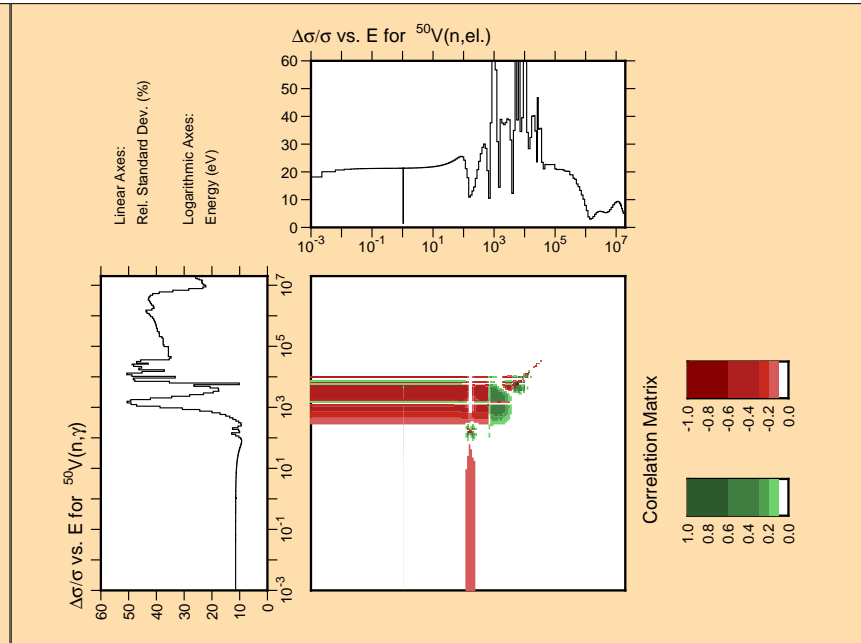 Δσ/σ vs. E for ⁵⁰V(n,el.)
Linear Axes:
Rel. Standard Dev. (%)
Logarithmic Axes:
Energy (eV)
60
50
40
30
20
10
0
10⁻³ 10⁻¹ 10¹ 10³ 10⁵ 10⁷
Δσ/σ vs. E for ⁵⁰V(n,γ)
60 50 40 30 20 10 0
10⁷
10⁵
10³
10¹
10⁻¹
10⁻³
Correlation Matrix
-1.0 -0.8 -0.6 -0.4 -0.2 0.0
1.0 0.8 0.6 0.4 0.2 0.0